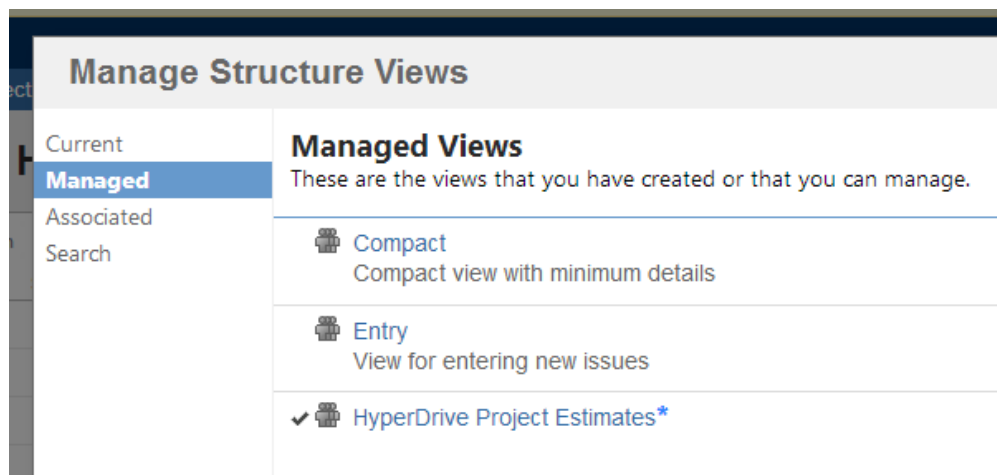 Manage Structure Views
ect
H
Current
Managed
Associated
Search
Managed Views
These are the views that you have created or that you can manage.
Compact
Compact view with minimum details
Entry
View for entering new issues
HyperDrive Project Estimates*